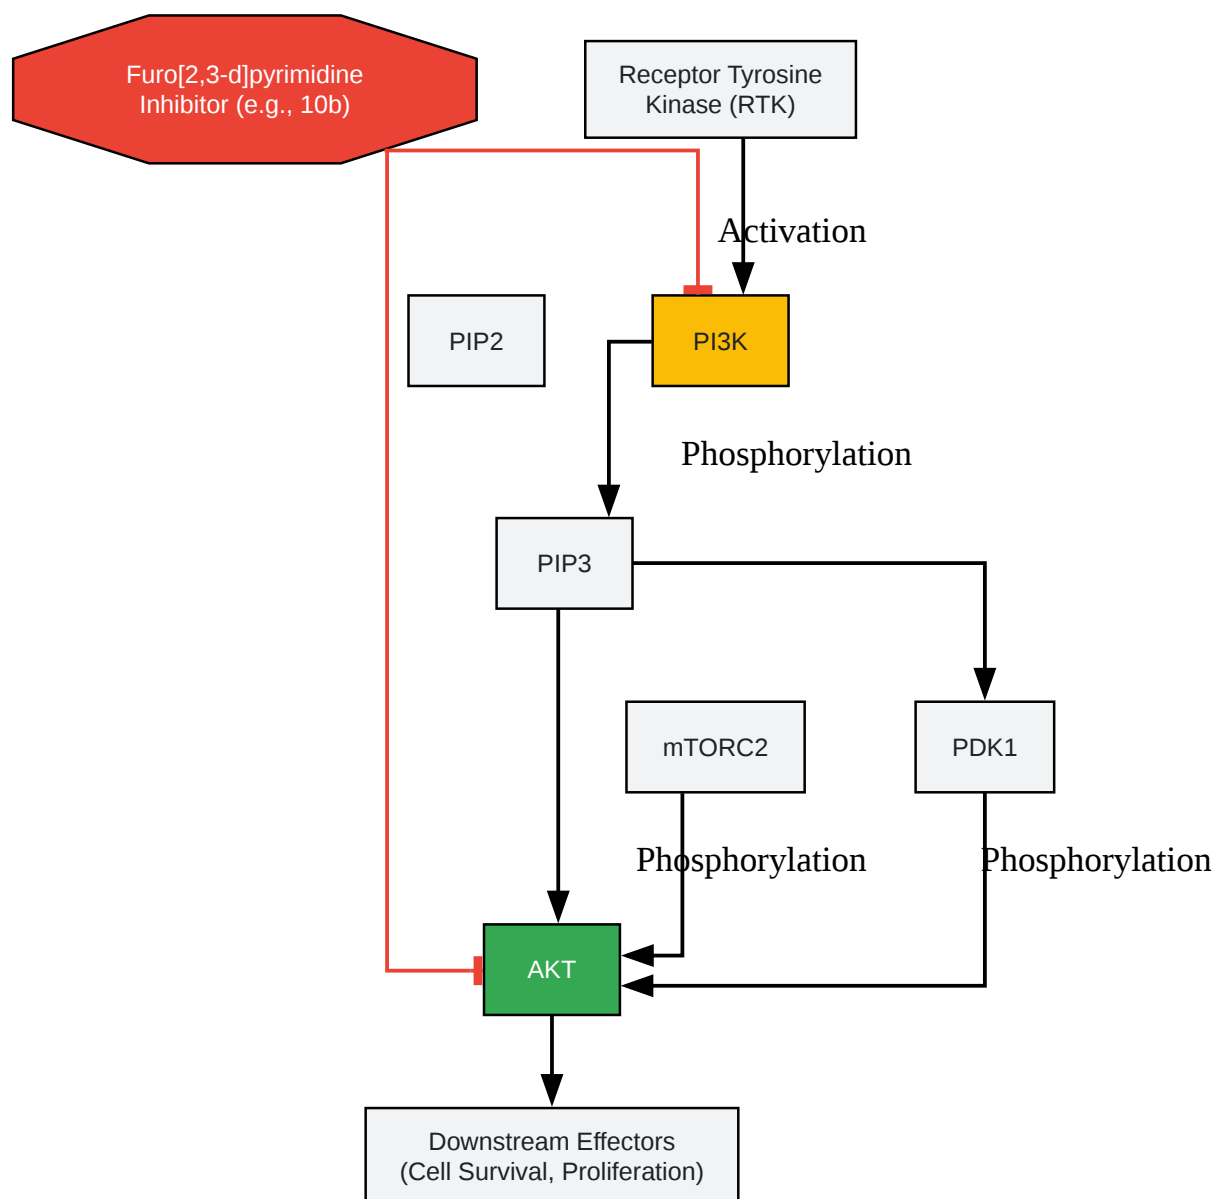 Furo[2,3-d]pyrimidine
Inhibitor (e.g., 10b)
Receptor Tyrosine
Kinase (RTK)
Activation
PIP2
PI3K
Phosphorylation
PIP3
mTORC2
PDK1
Phosphorylation
Phosphorylation
AKT
Downstream Effectors
(Cell Survival, Proliferation)